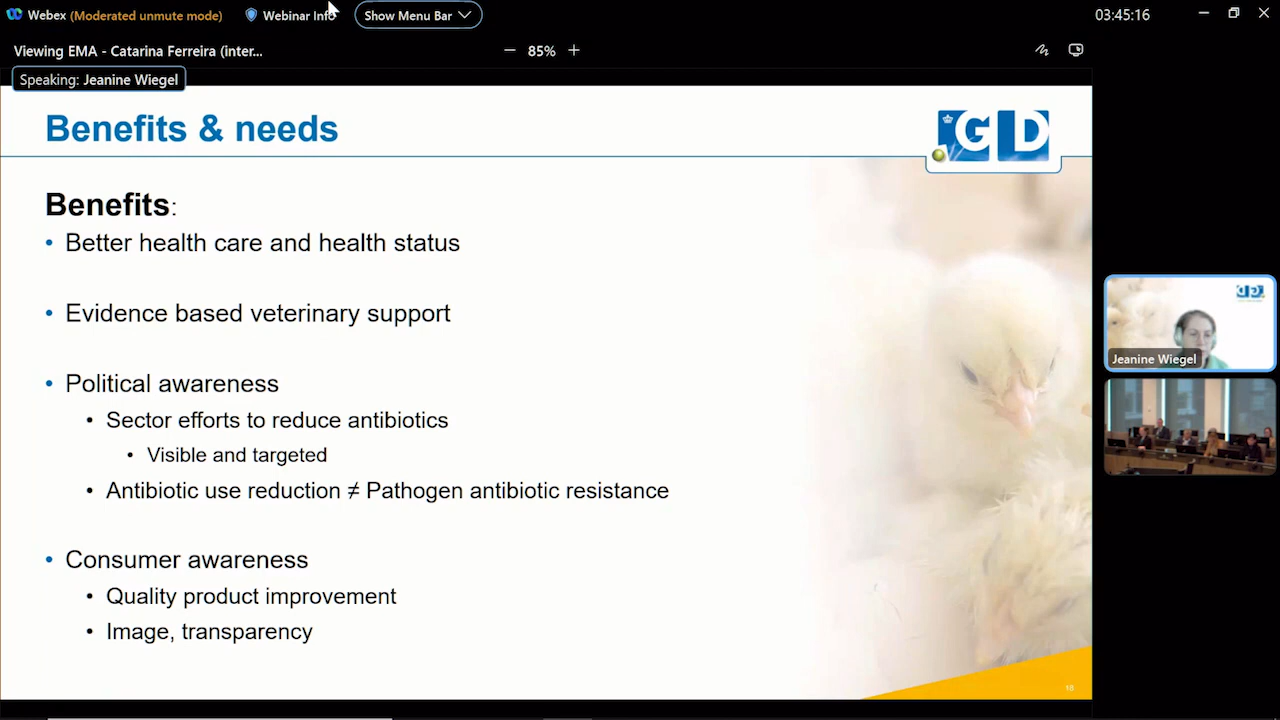 Webex (Moderated unmute mode) Webinar Info Show Menu Bar 03:45:16
Viewing EMA - Catarina Ferreira (inter... 85%
Speaking: Jeanine Wiegel
Benefits & needs
GD
Benefits:
• Better health care and health status
• Evidence based veterinary support
• Political awareness
• Sector efforts to reduce antibiotics
• Visible and targeted
• Antibiotic use reduction ≠ Pathogen antibiotic resistance
• Consumer awareness
• Quality product improvement
• Image, transparency
18
Jeanine Wiegel